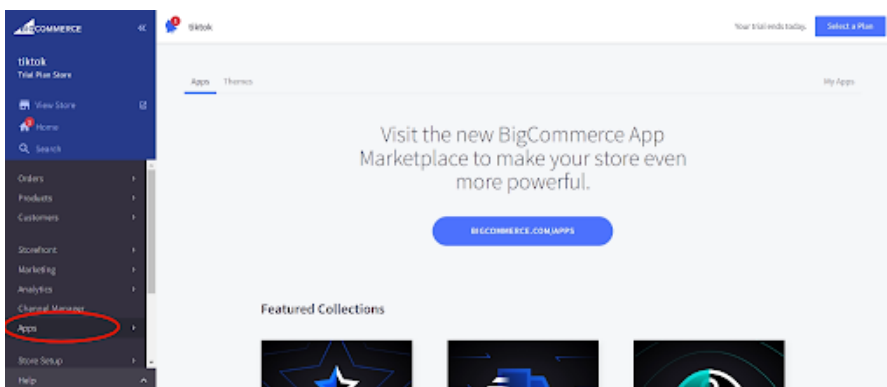 BIGCOMMERCE
tiktok
Your trial ends today.
Select a Plan
tiktok
Trial Plan Store
View Store
Home
Search
Orders
Products
Customers
Storefront
Marketing
Analytics
Channel Manager
Apps
Store Setup
Help
Apps
Themes
My Apps
Visit the new BigCommerce App
Marketplace to make your store even
more powerful.
BIGCOMMERCE.COM/APPS
Featured Collections